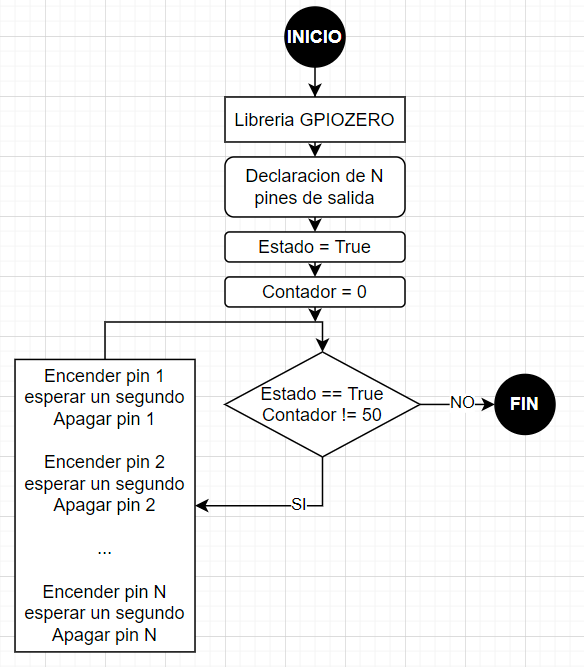 INICIO
Libreria GPIOZERO
Declaracion de N
pines de salida
Estado = True
Contador = 0
Estado == True
Contador != 50
NO
FIN
SI
Encender pin 1
esperar un segundo
Apagar pin 1
Encender pin 2
esperar un segundo
Apagar pin 2
...
Encender pin N
esperar un segundo
Apagar pin N